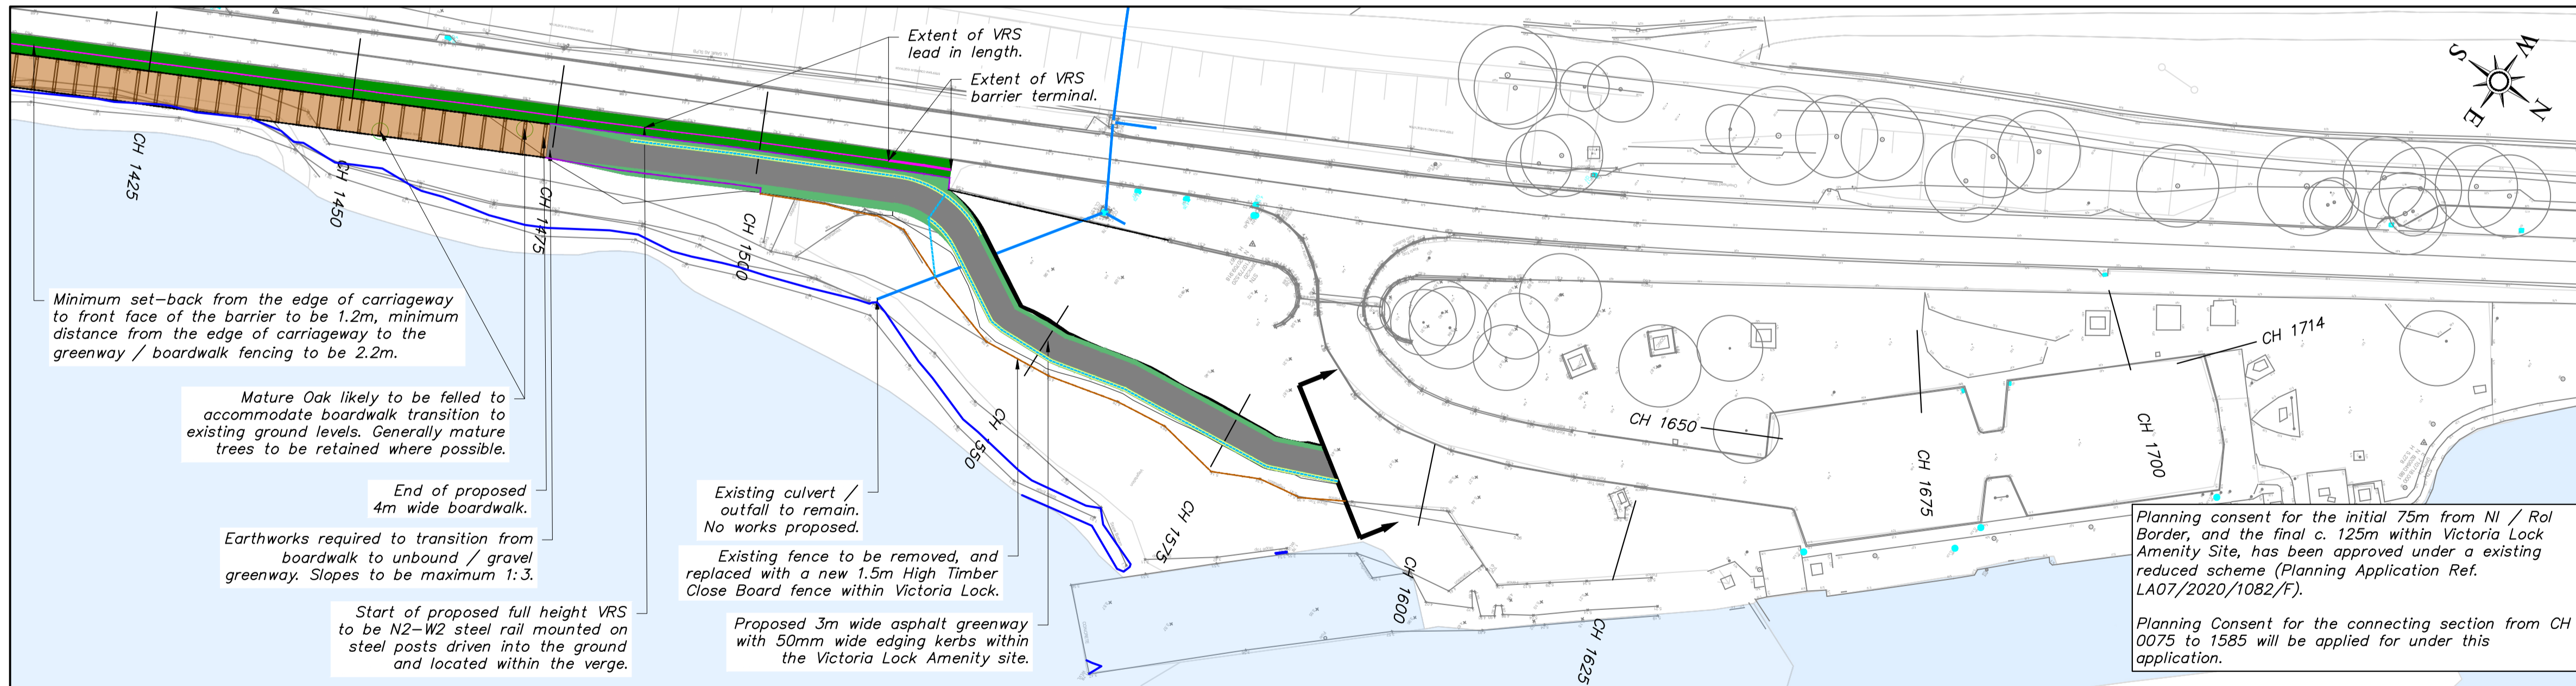 Extent of VRS
lead in length.
Extent of VRS
barrier terminal.
S
W
E
N
CH 1425
CH 1450
CH 1475
CH 1500
CH 550
CH 1575
CH 1600
CH 1625
CH 1650
CH 1675
CH 1700
CH 1714
Minimum set-back from the edge of carriageway
to front face of the barrier to be 1.2m, minimum
distance from the edge of carriageway to the
greenway / boardwalk fencing to be 2.2m.
Mature Oak likely to be felled to
accommodate boardwalk transition to
existing ground levels. Generally mature
trees to be retained where possible.
End of proposed
4m wide boardwalk.
Earthworks required to transition from
boardwalk to unbound / gravel
greenway. Slopes to be maximum 1:3.
Start of proposed full height VRS
to be N2-W2 steel rail mounted on
steel posts driven into the ground
and located within the verge.
Existing culvert /
outfall to remain.
No works proposed.
Existing fence to be removed, and
replaced with a new 1.5m High Timber
Close Board fence within Victoria Lock.
Proposed 3m wide asphalt greenway
with 50mm wide edging kerbs within
the Victoria Lock Amenity site.
Planning consent for the initial 75m from NI / RoI
Border, and the final c. 125m within Victoria Lock
Amenity Site, has been approved under a existing
reduced scheme (Planning Application Ref.
LA07/2020/1082/F).
Planning Consent for the connecting section from CH
0075 to 1585 will be applied for under this
application.